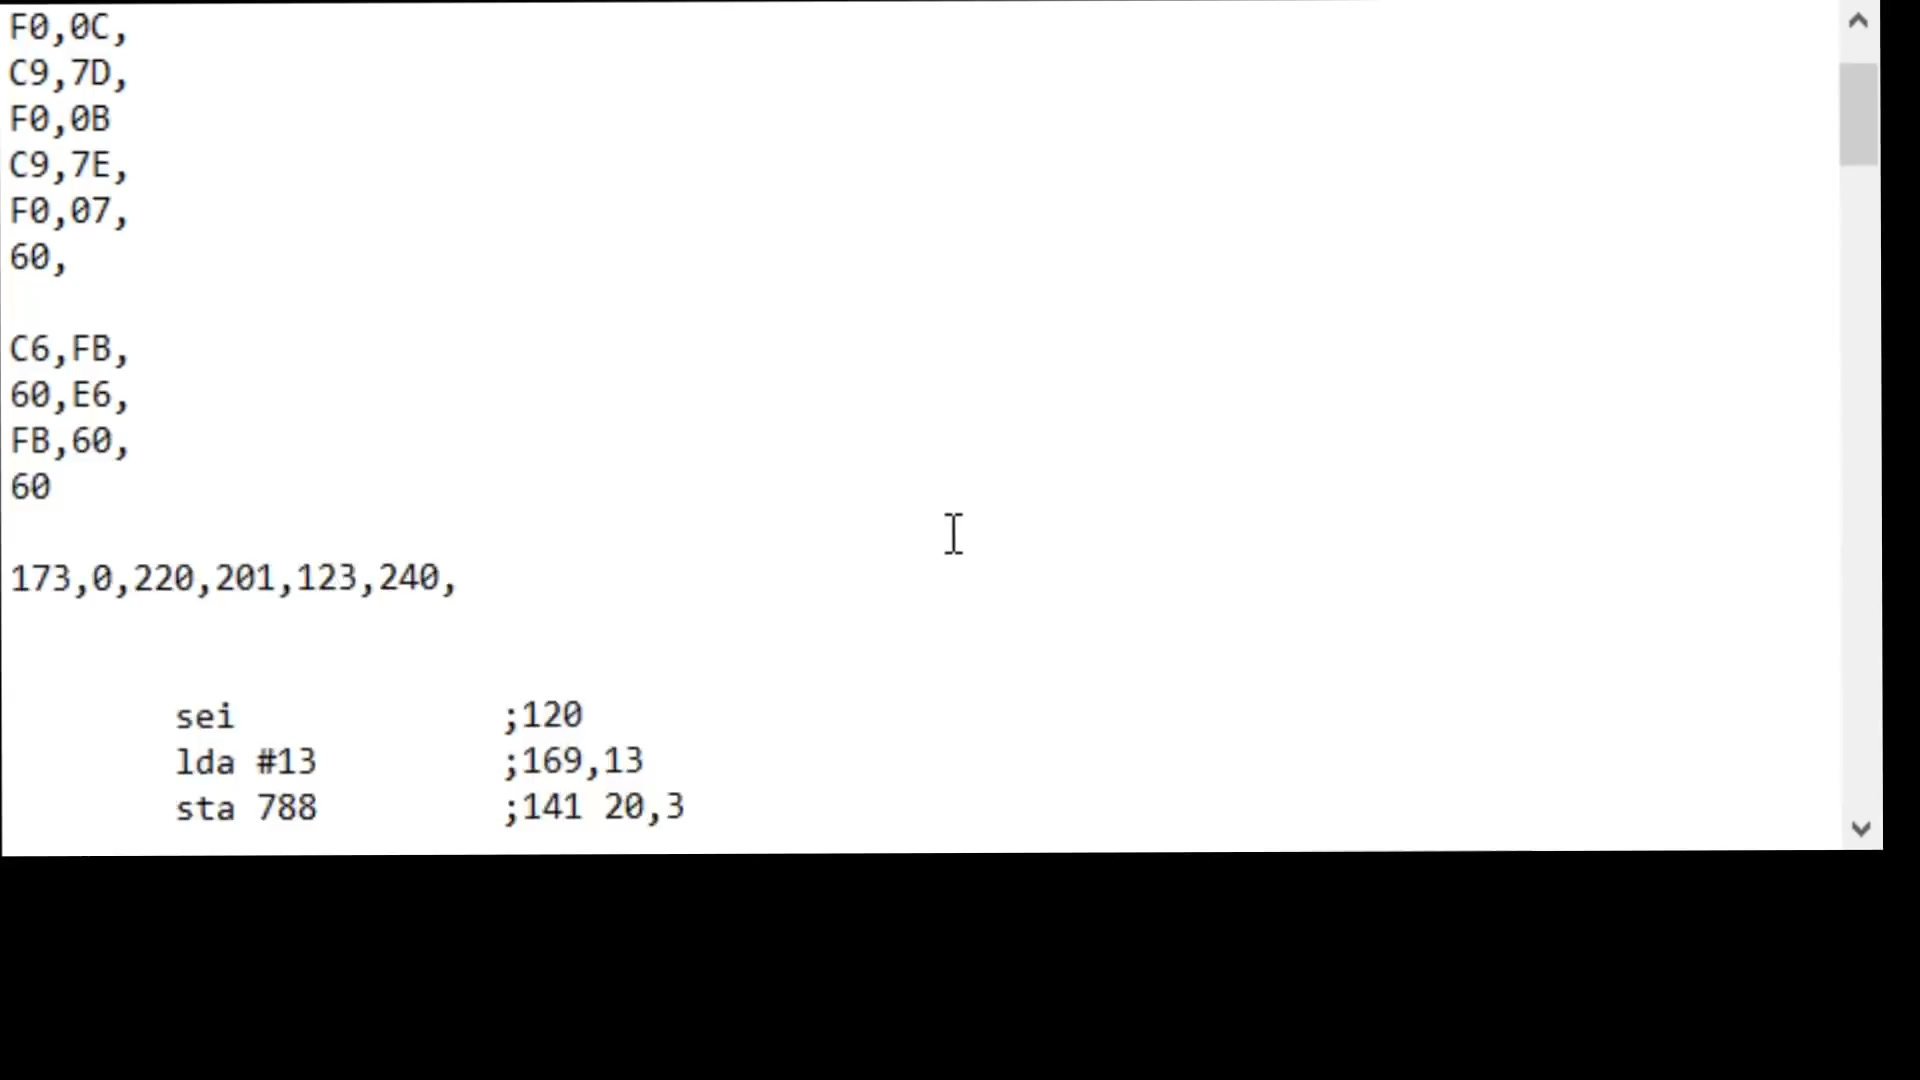 F0,0C,
C9,7D,
F0,0B
C9,7E,
F0,07,
60,
C6,FB,
60,E6,
FB,60,
60
173,0,220,201,123,240,
sei ;120
lda #13 ;169,13
sta 788 ;141 20,3